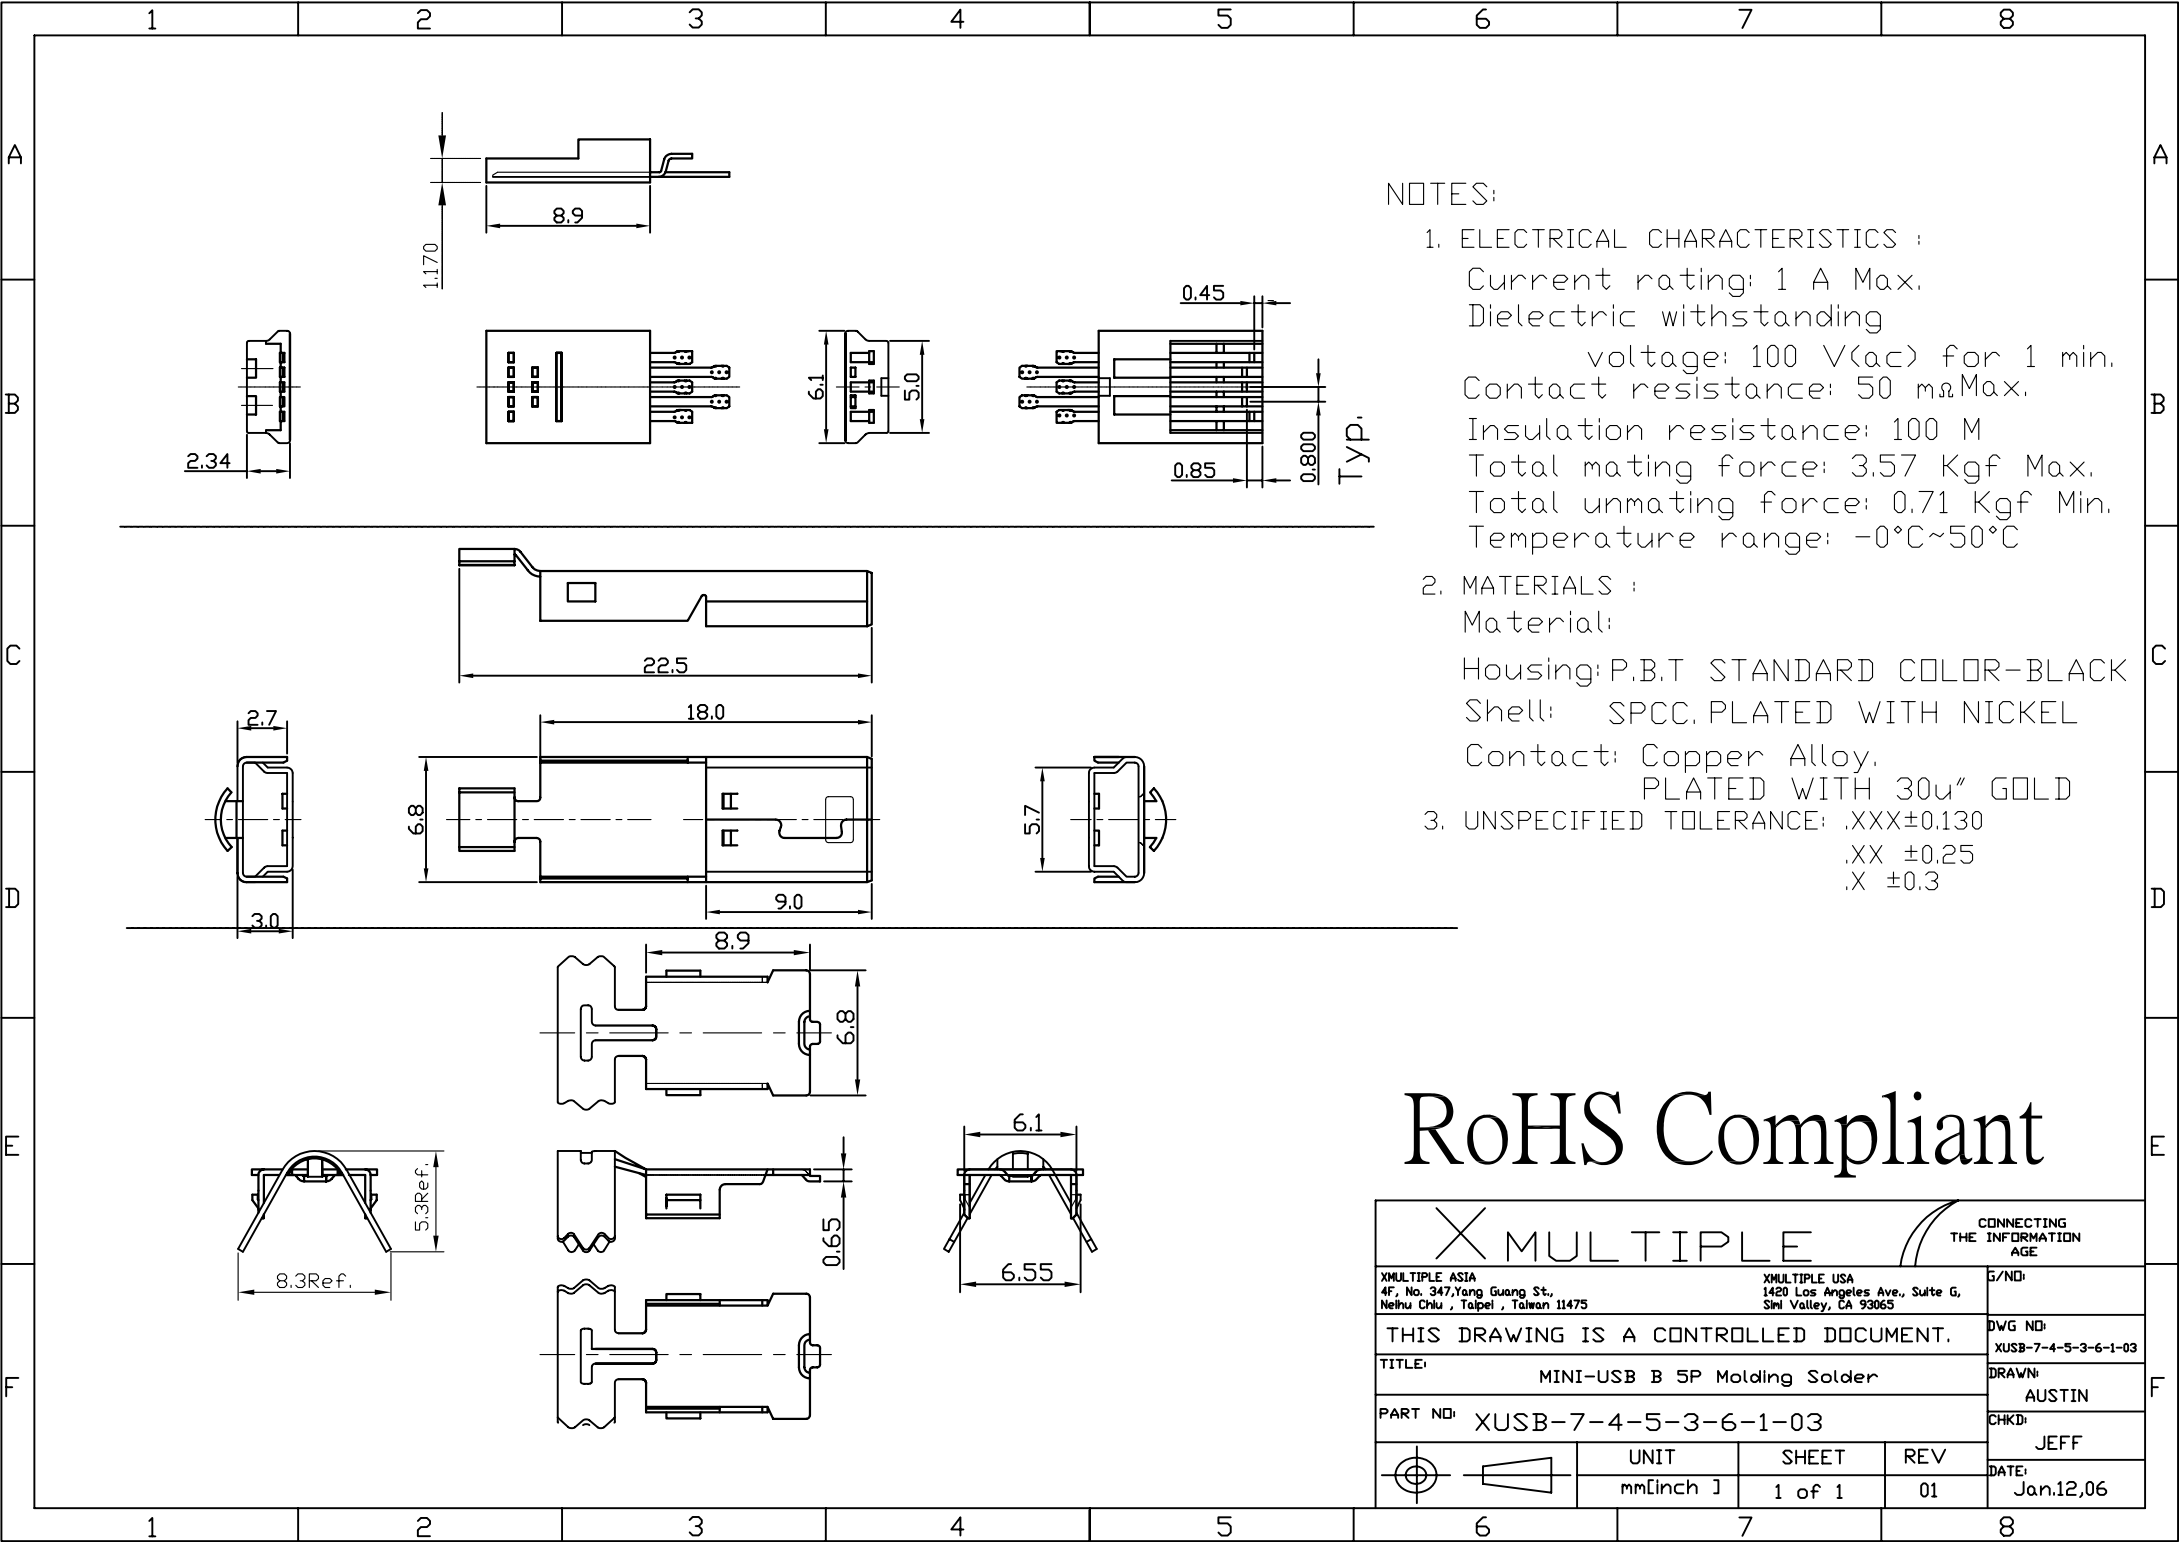 1 2 3 4 5 6 7 8
A A
1.170
8.9
NOTES:
1. ELECTRICAL CHARACTERISTICS :
Current rating: 1 A Max.
Dielectric withstanding
voltage: 100 V(ac) for 1 min.
Contact resistance: 50 mΩMax.
Insulation resistance: 100 M
Total mating force: 3.57 Kgf Max.
Total unmating force: 0.71 Kgf Min.
Temperature range: -0°C~50°C
2. MATERIALS :
Material:
Housing: P.B.T STANDARD COLOR-BLACK
Shell: SPCC. PLATED WITH NICKEL
Contact: Copper Alloy.
PLATED WITH 30u" GOLD
3. UNSPECIFIED TOLERANCE: .XXX±0.130
.XX ±0.25
.X ±0.3
B B
2.34
6.1
5.0
0.45
0.85
0.800
Typ.
C C
22.5
18.0
2.7
6.8
5.7
D D
9.0
3.0
8.9
6.8
E E
5.3Ref.
8.3Ref.
0.65
6.1
6.55
RoHS Compliant
X MULTIPLE
CONNECTING
THE INFORMATION
AGE
XMULTIPLE ASIA
4F, No. 347,Yang Guang St.,
Neihu Chiu , Taipei , Taiwan 11475
XMULTIPLE USA
1420 Los Angeles Ave., Suite G,
Simi Valley, CA 93065
G/NO:
THIS DRAWING IS A CONTROLLED DOCUMENT.
DWG NO:
XUSB-7-4-5-3-6-1-03
TITLE:
MINI-USB B 5P Molding Solder
DRAWN:
AUSTIN
F F
PART NO: XUSB-7-4-5-3-6-1-03
CHKD:
JEFF
UNIT SHEET REV
mm[inch ] 1 of 1 01
DATE:
Jan.12,06
1 2 3 4 5 6 7 8